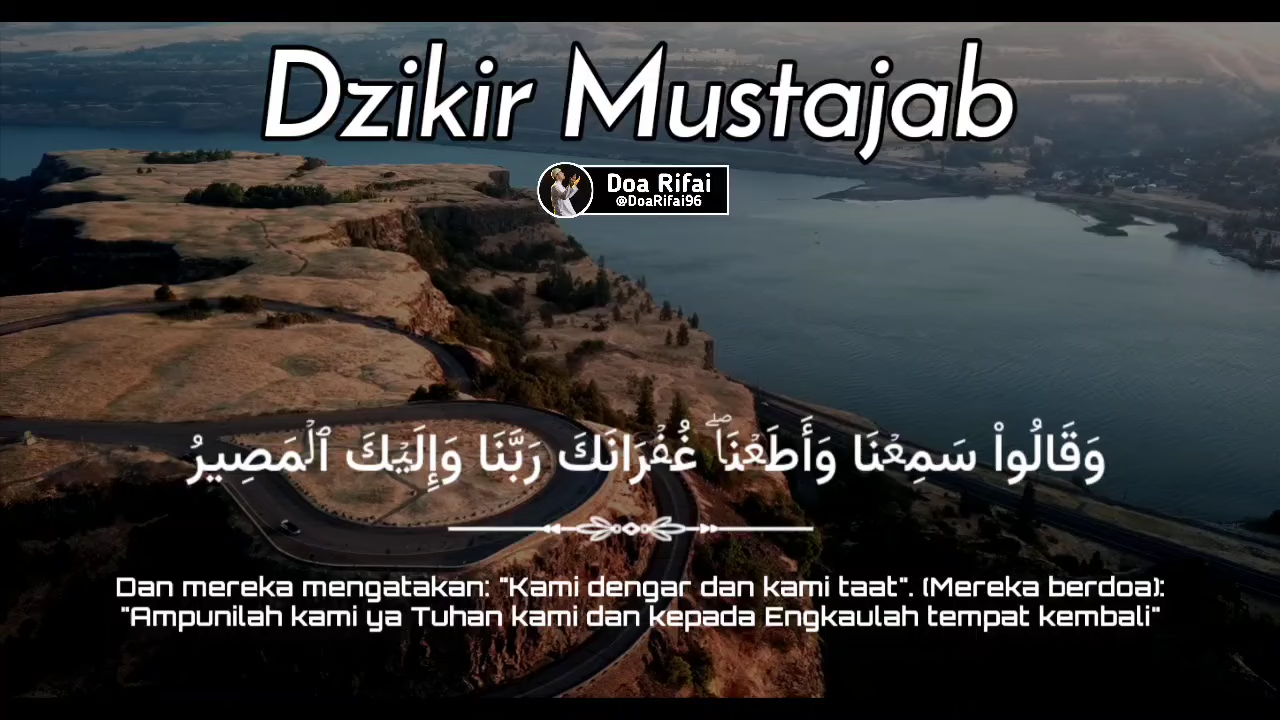 Dzikir Mustajab
Doa Rifai
@DoaRifai96
وَقَالُوا۟ سَمِعْنَا وَأَطَعْنَا ۖ غُفْرَانَكَ رَبَّنَا وَإِلَيْكَ ٱلْمَصِيرُ
Dan mereka mengatakan: "Kami dengar dan kami taat". (Mereka berdoa):
"Ampunilah kami ya Tuhan kami dan kepada Engkaulah tempat kembali"